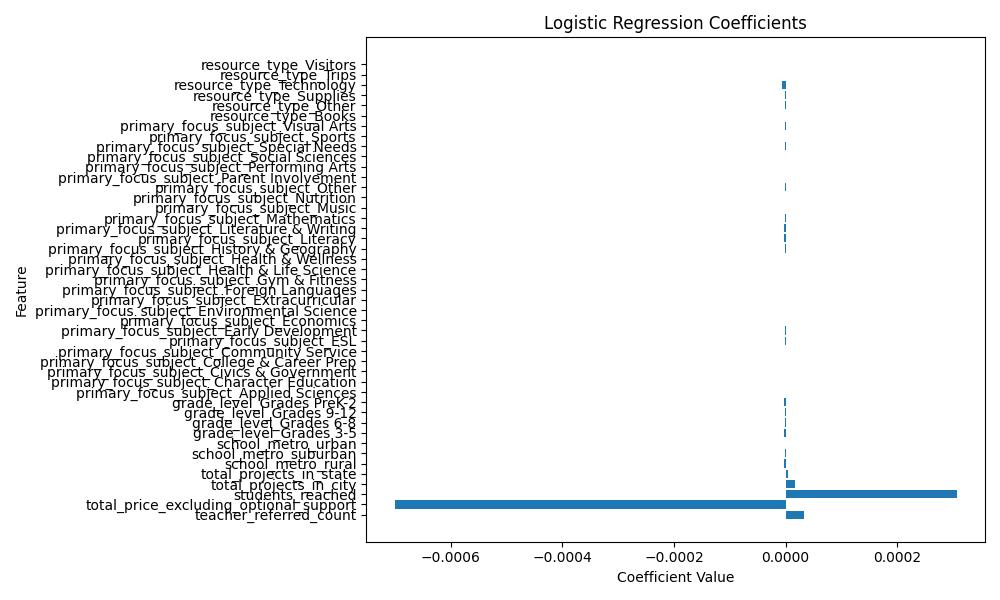 Logistic Regression Coefficients
resource_type_Visitors
resource_type_Trips
resource_type_Technology
resource_type_Supplies
resource_type_Other
resource_type_Books
primary_focus_subject_Visual Arts
primary_focus_subject_Sports
primary_focus_subject_Special Needs
primary_focus_subject_Social Sciences
primary_focus_subject_Performing Arts
primary_focus_subject_Parent Involvement
primary_focus_subject_Other
primary_focus_subject_Nutrition
primary_focus_subject_Music
primary_focus_subject_Mathematics
primary_focus_subject_Literature & Writing
primary_focus_subject_Literacy
primary_focus_subject_History & Geography
primary_focus_subject_Health & Wellness
primary_focus_subject_Health & Life Science
primary_focus_subject_Gym & Fitness
primary_focus_subject_Foreign Languages
primary_focus_subject_Extracurricular
primary_focus_subject_Environmental Science
primary_focus_subject_Economics
primary_focus_subject_Early Development
primary_focus_subject_ESL
primary_focus_subject_Community Service
primary_focus_subject_College & Career Prep
primary_focus_subject_Civics & Government
primary_focus_subject_Character Education
primary_focus_subject_Applied Sciences
grade_level_Grades PreK-2
grade_level_Grades 9-12
grade_level_Grades 6-8
grade_level_Grades 3-5
school_metro_urban
school_metro_suburban
school_metro_rural
total_projects_in_state
total_projects_in_city
students_reached
total_price_excluding_optional_support
teacher_referred_count
Feature
−0.0006 −0.0004 −0.0002 0.0000 0.0002
Coefficient Value